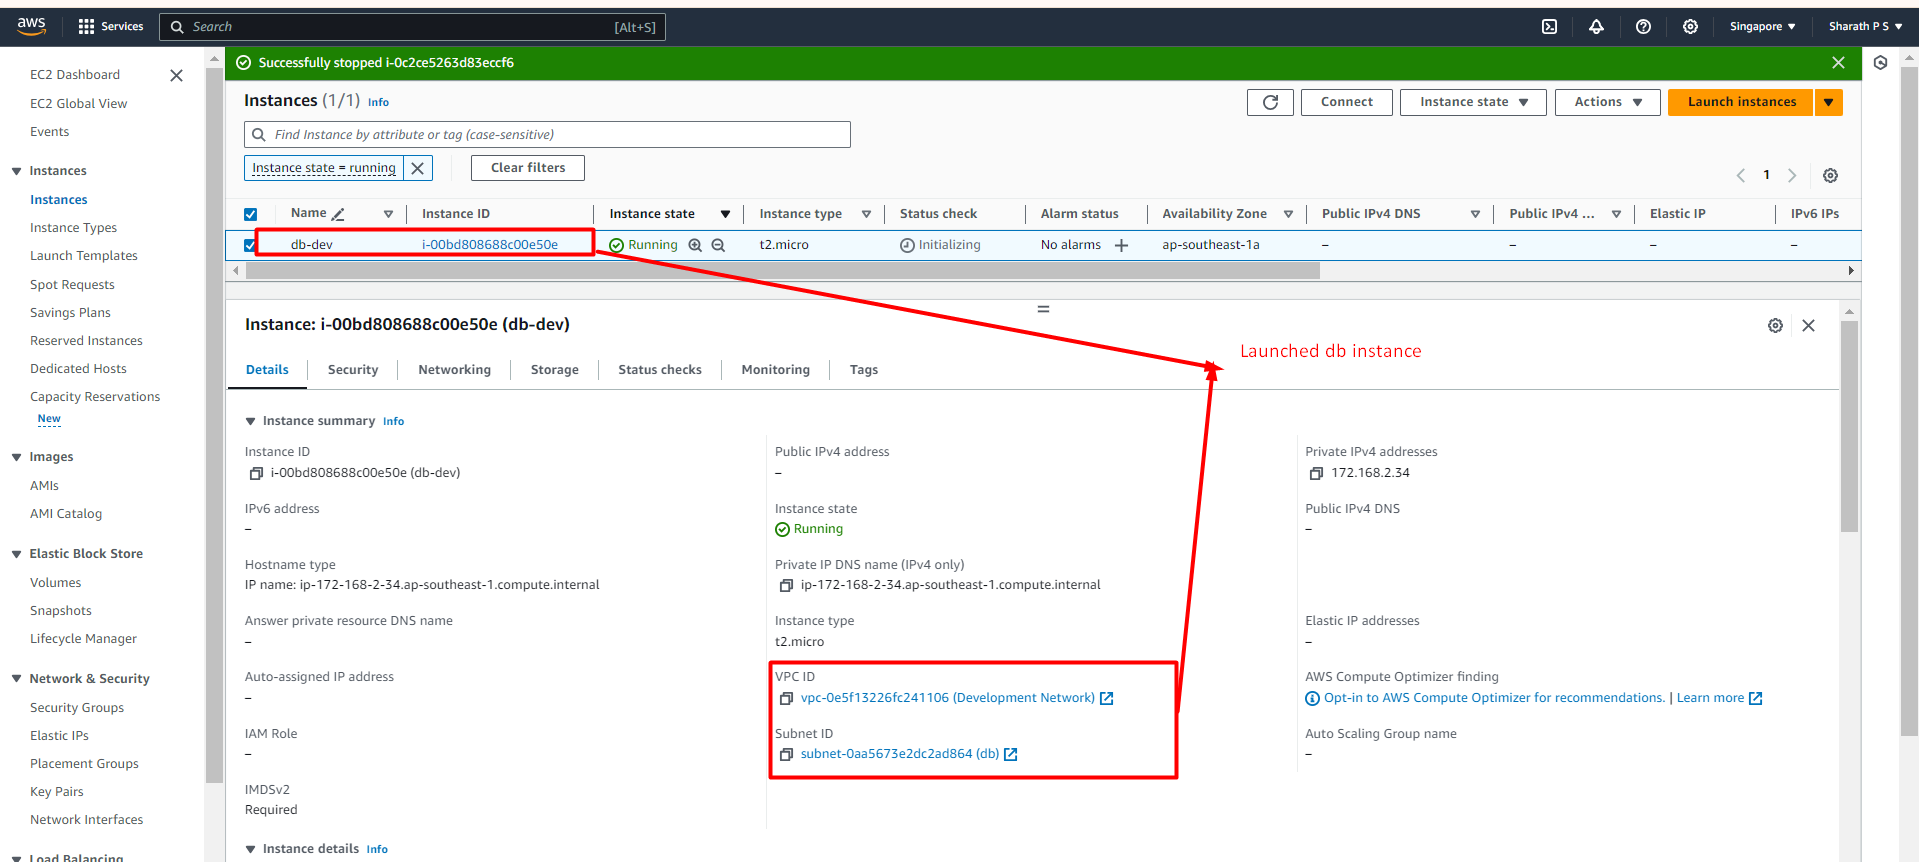 aws Services Search [Alt+S] Singapore Sharath P S
EC2 Dashboard
EC2 Global View
Events
Instances
Instances
Instance Types
Launch Templates
Spot Requests
Savings Plans
Reserved Instances
Dedicated Hosts
Capacity Reservations
New
Images
AMIs
AMI Catalog
Elastic Block Store
Volumes
Snapshots
Lifecycle Manager
Network & Security
Security Groups
Elastic IPs
Placement Groups
Key Pairs
Network Interfaces
Load Balancing
Successfully stopped i-0c2ce5263d83eccf6
Instances (1/1) Info
Connect Instance state Actions Launch instances
Find Instance by attribute or tag (case-sensitive)
Instance state = running Clear filters
1
Name Instance ID Instance state Instance type Status check Alarm status Availability Zone Public IPv4 DNS Public IPv4 ... Elastic IP IPv6 IPs
db-dev i-00bd808688c00e50e Running t2.micro Initializing No alarms + ap-southeast-1a – – – –
Instance: i-00bd808688c00e50e (db-dev)
Launched db instance
Details Security Networking Storage Status checks Monitoring Tags
Instance summary Info
Instance ID
i-00bd808688c00e50e (db-dev)
Public IPv4 address
–
Private IPv4 addresses
172.168.2.34
IPv6 address
–
Instance state
Running
Public IPv4 DNS
–
Hostname type
IP name: ip-172-168-2-34.ap-southeast-1.compute.internal
Private IP DNS name (IPv4 only)
ip-172-168-2-34.ap-southeast-1.compute.internal
Answer private resource DNS name
–
Instance type
t2.micro
Elastic IP addresses
–
Auto-assigned IP address
–
VPC ID
vpc-0e5f13226fc241106 (Development Network)
AWS Compute Optimizer finding
Opt-in to AWS Compute Optimizer for recommendations. | Learn more
IAM Role
–
Subnet ID
subnet-0aa5673e2dc2ad864 (db)
Auto Scaling Group name
–
IMDSv2
Required
Instance details Info